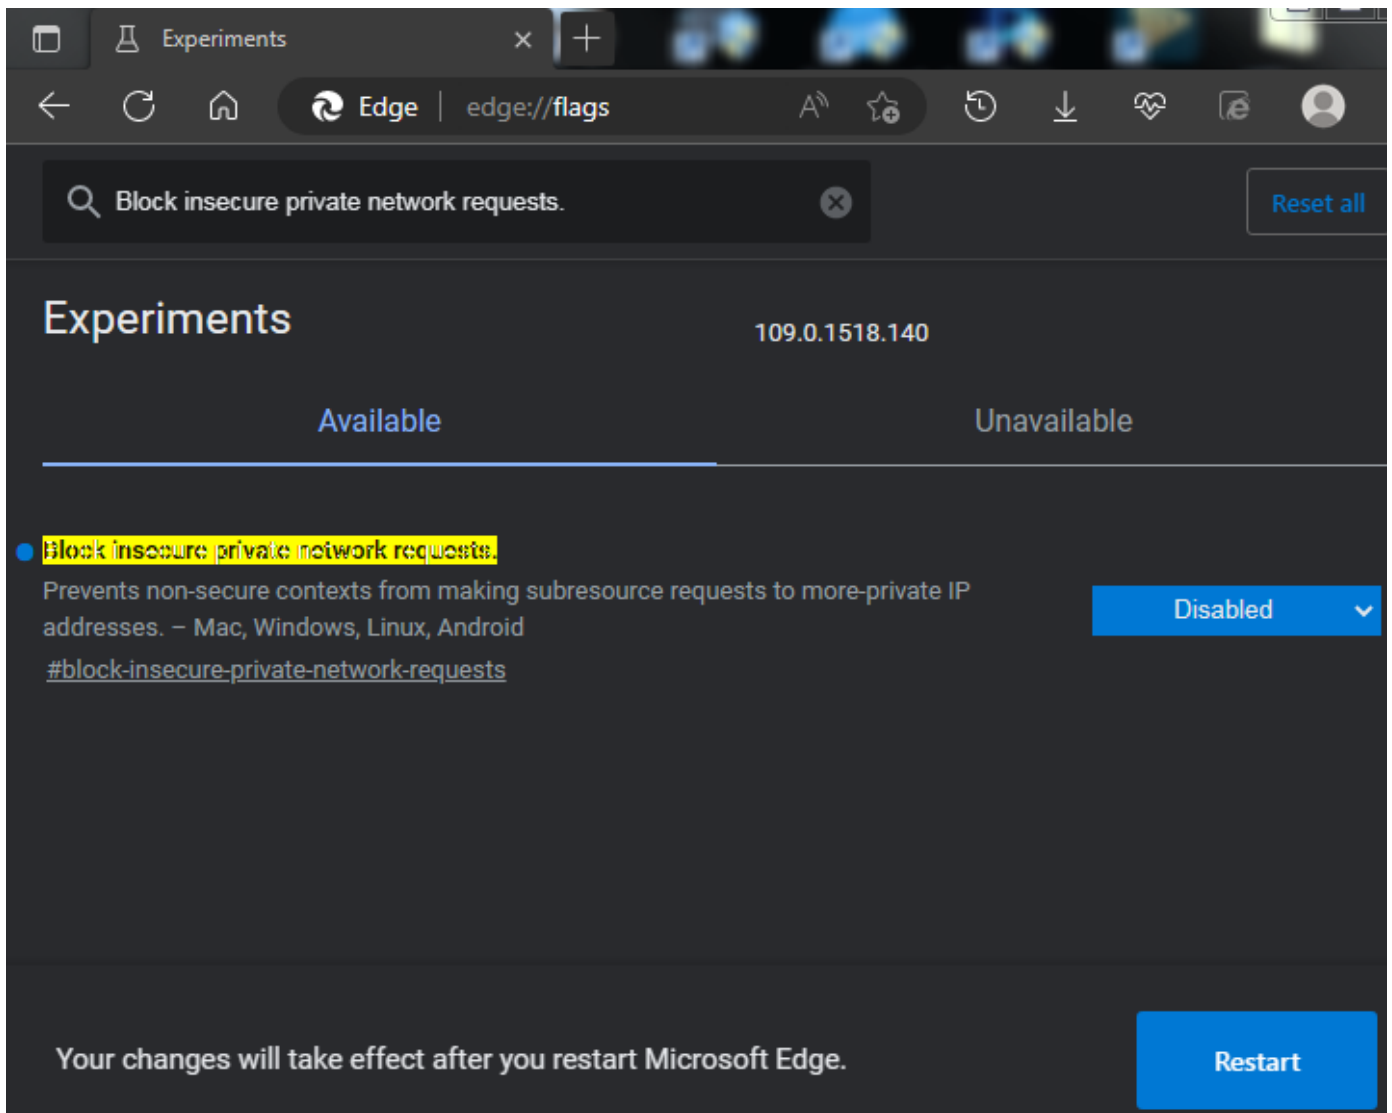 Experiments
Edge
edge://flags
Block insecure private network requests.
Reset all
Experiments
109.0.1518.140
Available
Unavailable
Block insecure private network requests.
Prevents non-secure contexts from making subresource requests to more-private IP
addresses. – Mac, Windows, Linux, Android
Disabled
#block-insecure-private-network-requests
Your changes will take effect after you restart Microsoft Edge.
Restart